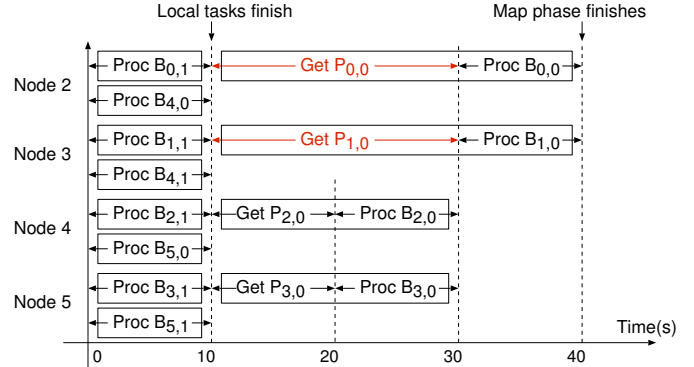 Local tasks finish
Map phase finishes
Node 2
Proc B0,1
Get P0,0
Proc B0,0
Proc B4,0
Node 3
Proc B1,1
Get P1,0
Proc B1,0
Proc B4,1
Node 4
Proc B2,1
Get P2,0
Proc B2,0
Proc B5,0
Node 5
Proc B3,1
Get P3,0
Proc B3,0
Proc B5,1
Time(s)
0 10 20 30 40